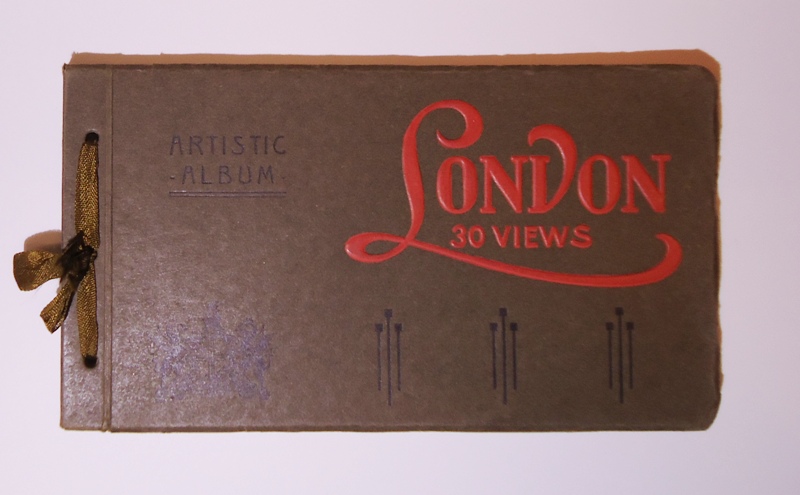 ARTISTIC
-ALBUM-
LONDON
30 VIEWS